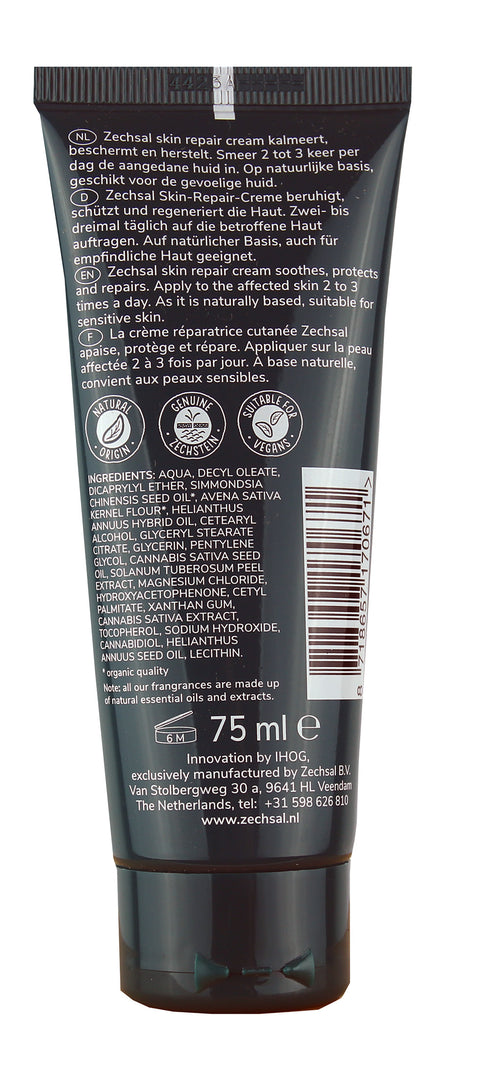 4423A
NL Zechsal skin repair cream kalmeert,
beschermt en herstelt. Smeer 2 tot 3 keer per
dag de aangedane huid in. Op natuurlijke basis,
geschikt voor de gevoelige huid.
D Zechsal Skin-Repair-Creme beruhigt,
schützt und regeneriert die Haut. Zwei- bis
dreimal täglich auf die betroffene Haut
auftragen. Auf natürlicher Basis, auch für
empfindliche Haut geeignet.
EN Zechsal skin repair cream soothes, protects
and repairs. Apply to the affected skin 2 to 3
times a day. As it is naturally based, suitable for
sensitive skin.
F La crème réparatrice cutanée Zechsal
apaise, protège et répare. Appliquer sur la peau
affectée 2 à 3 fois par jour. A base naturelle,
convient aux peaux sensibles.
NATURAL ORIGIN
GENUINE ZECHSTEIN
SUITABLE FOR VEGANS
INGREDIENTS: AQUA, DECYL OLEATE,
DICAPRYLYL ETHER, SIMMONDSIA
CHINENSIS SEED OIL*, AVENA SATIVA
KERNEL FLOUR*, HELIANTHUS
ANNUUS HYBRID OIL, CETEARYL
ALCOHOL, GLYCERYL STEARATE
CITRATE, GLYCERIN, PENTYLENE
GLYCOL, CANNABIS SATIVA SEED
OIL, SOLANUM TUBEROSUM PEEL
EXTRACT, MAGNESIUM CHLORIDE,
HYDROXYACETOPHENONE, CETYL
PALMITATE, XANTHAN GUM,
CANNABIS SATIVA EXTRACT,
TOCOPHEROL, SODIUM HYDROXIDE,
CANNABIDIOL, HELIANTHUS
ANNUUS SEED OIL, LECITHIN.
* organic quality
Note: all our frangrances are made up
of natural essential oils and extracts.
8 718657 170671 >
6 M
75 ml e
Innovation by IHOG,
exclusively manufactured by Zechsal B.V.
Van Stolbergweg 30 a, 9641 HL Veendam
The Netherlands, tel: +31 598 626 810
www.zechsal.nl